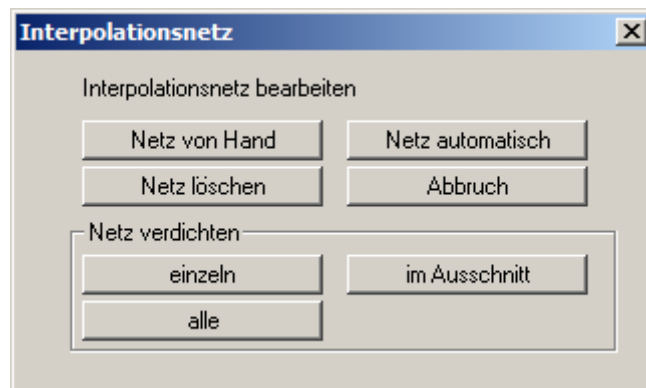 Interpolationsnetz
Interpolationsnetz bearbeiten
Netz von Hand
Netz automatisch
Netz löschen
Abbruch
Netz verdichten
einzeln
im Ausschnitt
alle